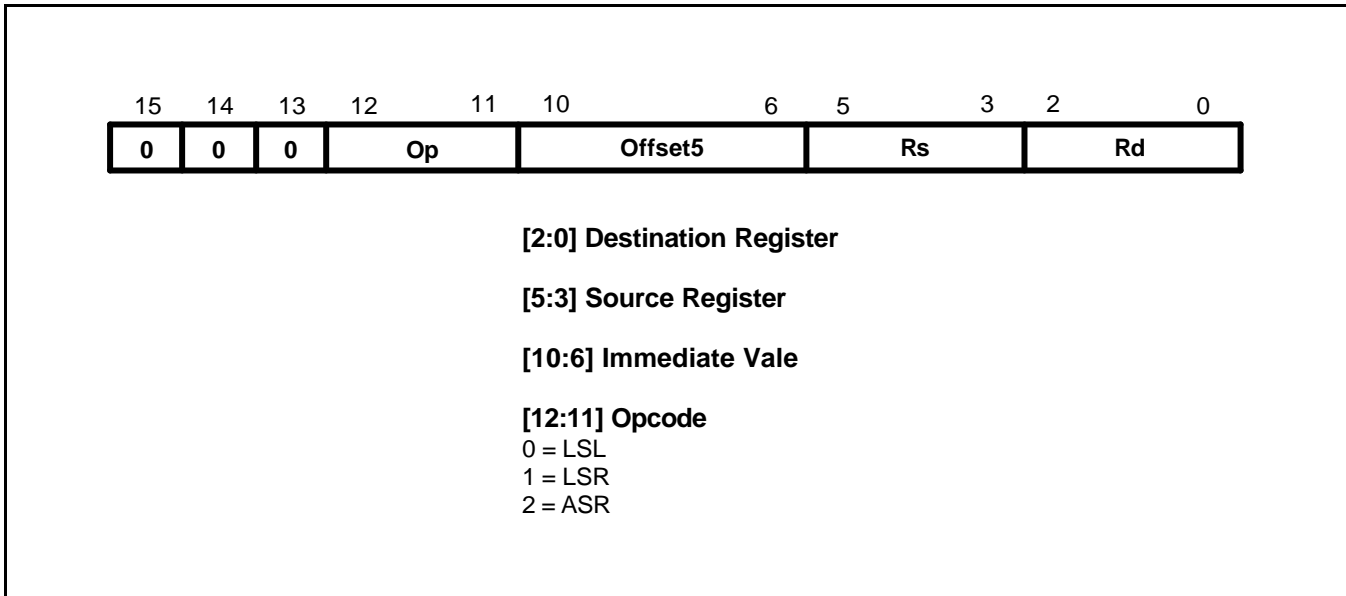 15 14 13 12 11 10 6 5 3 2 0
0 0 0 Op Offset5 Rs Rd
[2:0] Destination Register
[5:3] Source Register
[10:6] Immediate Vale
[12:11] Opcode
0 = LSL
1 = LSR
2 = ASR